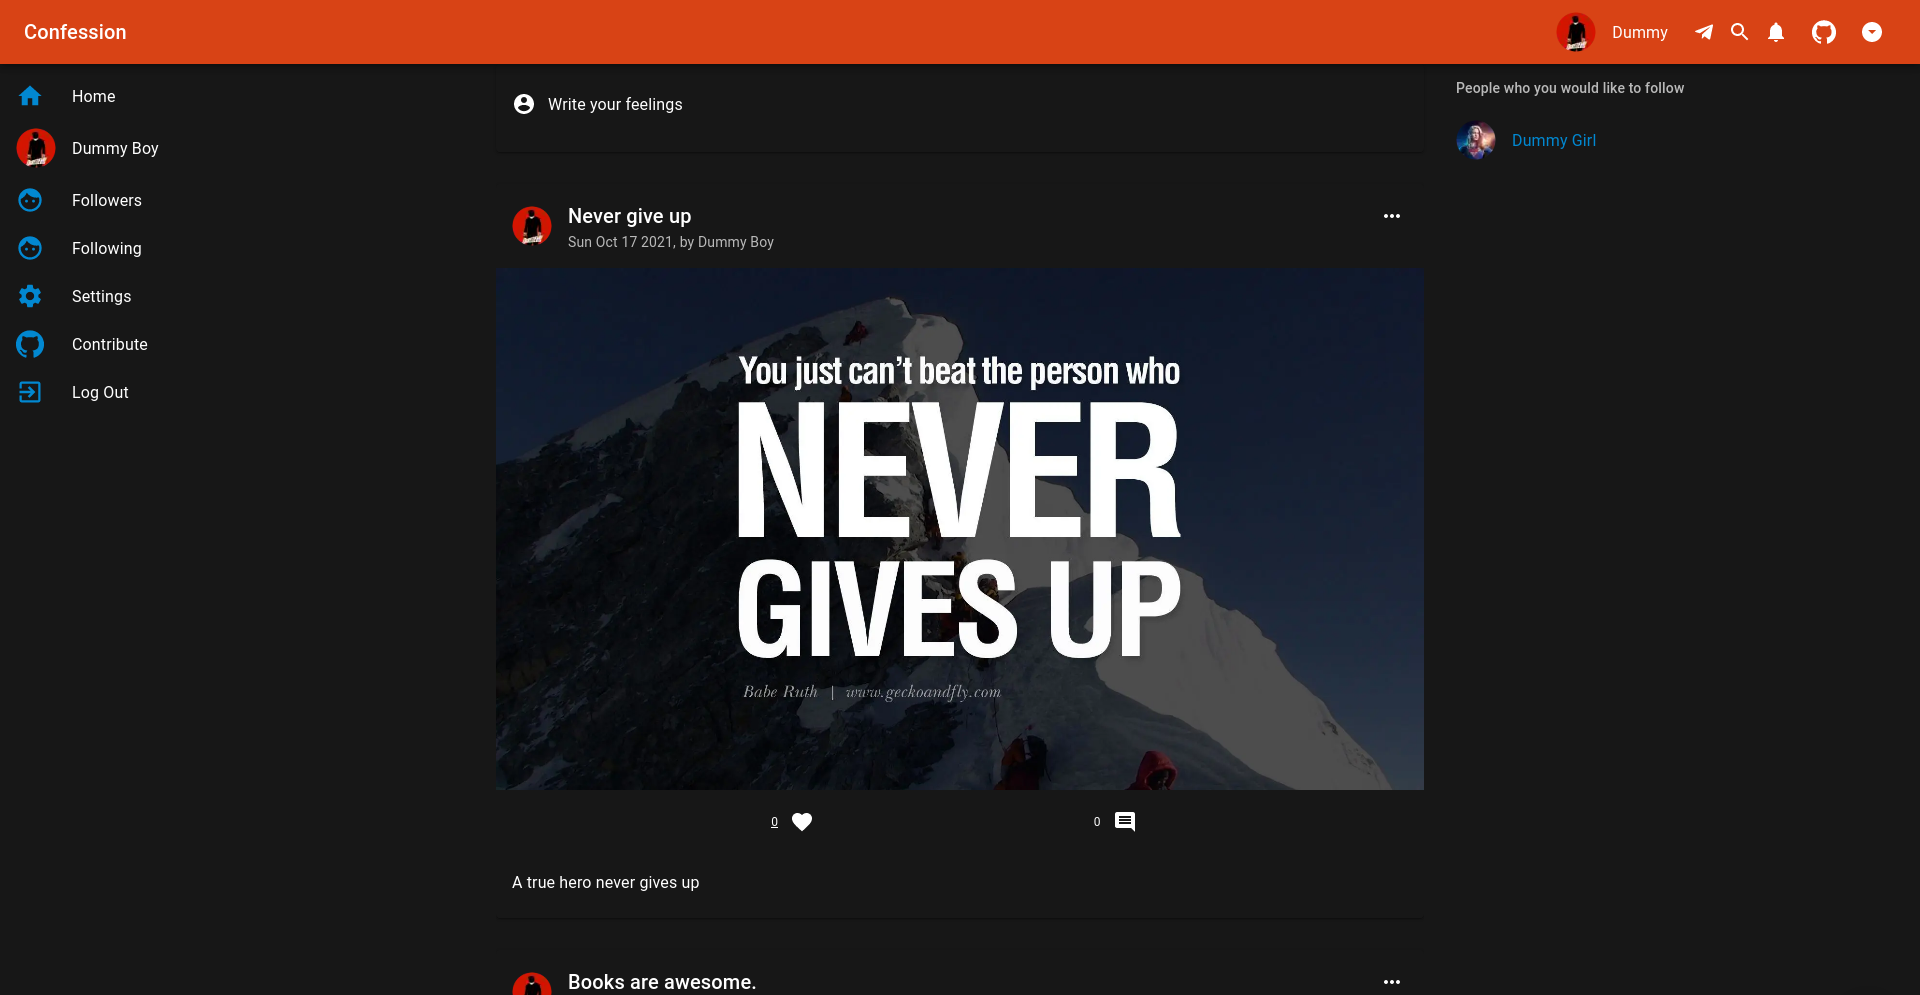 Confession
Dummy
Home
Dummy Boy
Followers
Following
Settings
Contribute
Log Out
Write your feelings
Never give up
Sun Oct 17 2021, by Dummy Boy
You just can't beat the person who
NEVER
GIVES UP
Babe Ruth | www.geckoandfly.com
0
0
A true hero never gives up
Books are awesome.
People who you would like to follow
Dummy Girl